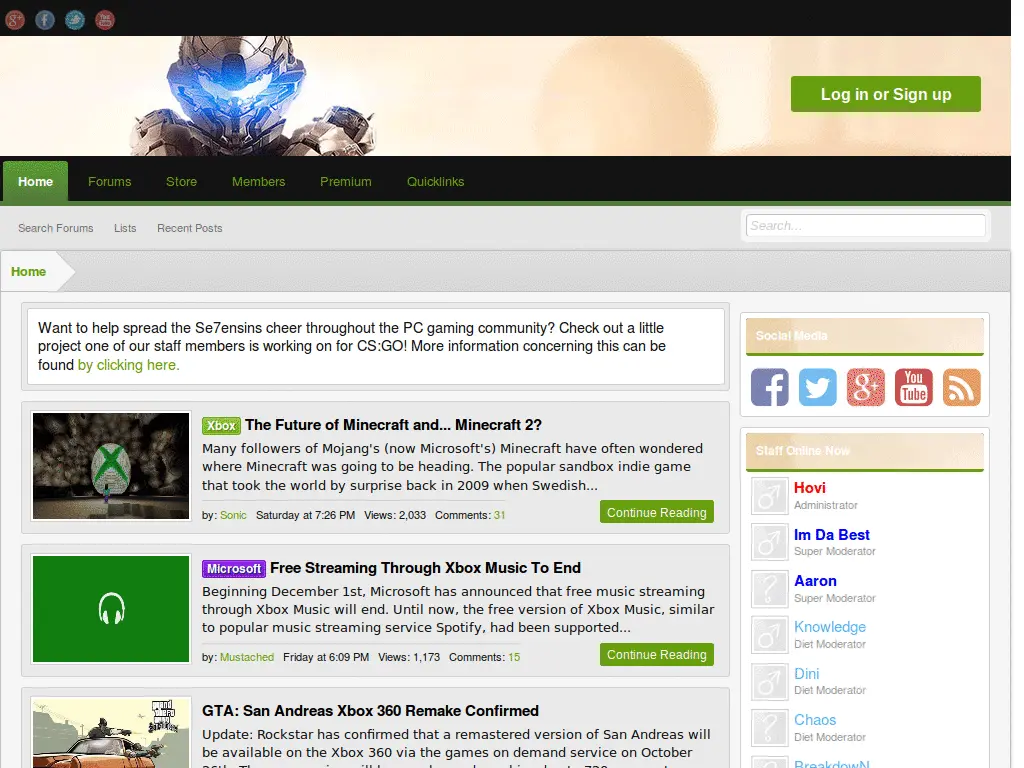 Log in or Sign up
Home
Forums
Store
Members
Premium
Quicklinks
Search Forums
Lists
Recent Posts
Search...
Home
Want to help spread the Se7ensins cheer throughout the PC gaming community? Check out a little
project one of our staff members is working on for CS:GO! More information concerning this can be
found by clicking here.
Xbox The Future of Minecraft and... Minecraft 2?
Many followers of Mojang's (now Microsoft's) Minecraft have often wondered
where Minecraft was going to be heading. The popular sandbox indie game
that took the world by surprise back in 2009 when Swedish...
by: Sonic Saturday at 7:26 PM Views: 2,033 Comments: 31
Continue Reading
Microsoft Free Streaming Through Xbox Music To End
Beginning December 1st, Microsoft has announced that free music streaming
through Xbox Music will end. Until now, the free version of Xbox Music, similar
to popular music streaming service Spotify, had been supported...
by: Mustached Friday at 6:09 PM Views: 1,173 Comments: 15
Continue Reading
GTA: San Andreas Xbox 360 Remake Confirmed
Update: Rockstar has confirmed that a remastered version of San Andreas will
be available on the Xbox 360 via the games on demand service on October
Social Media
You
Tube
Staff Online Now
Hovi
Administrator
Im Da Best
Super Moderator
Aaron
Super Moderator
Knowledge
Diet Moderator
Dini
Diet Moderator
Chaos
Diet Moderator
BreakdowN